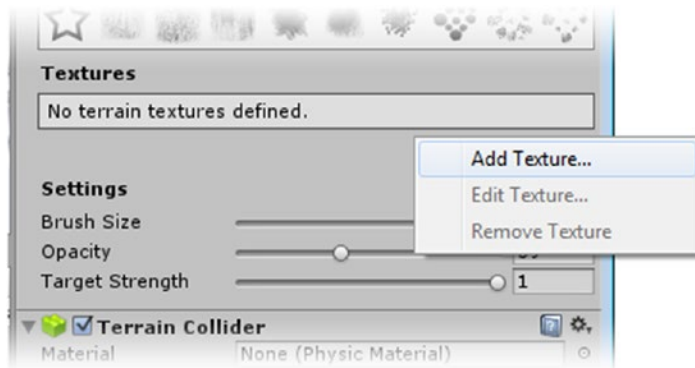 Textures
No terrain textures defined.
Add Texture...
Edit Texture...
Remove Texture
Settings
Brush Size
Opacity
Target Strength 1
Terrain Collider
Material None (Physic Material)